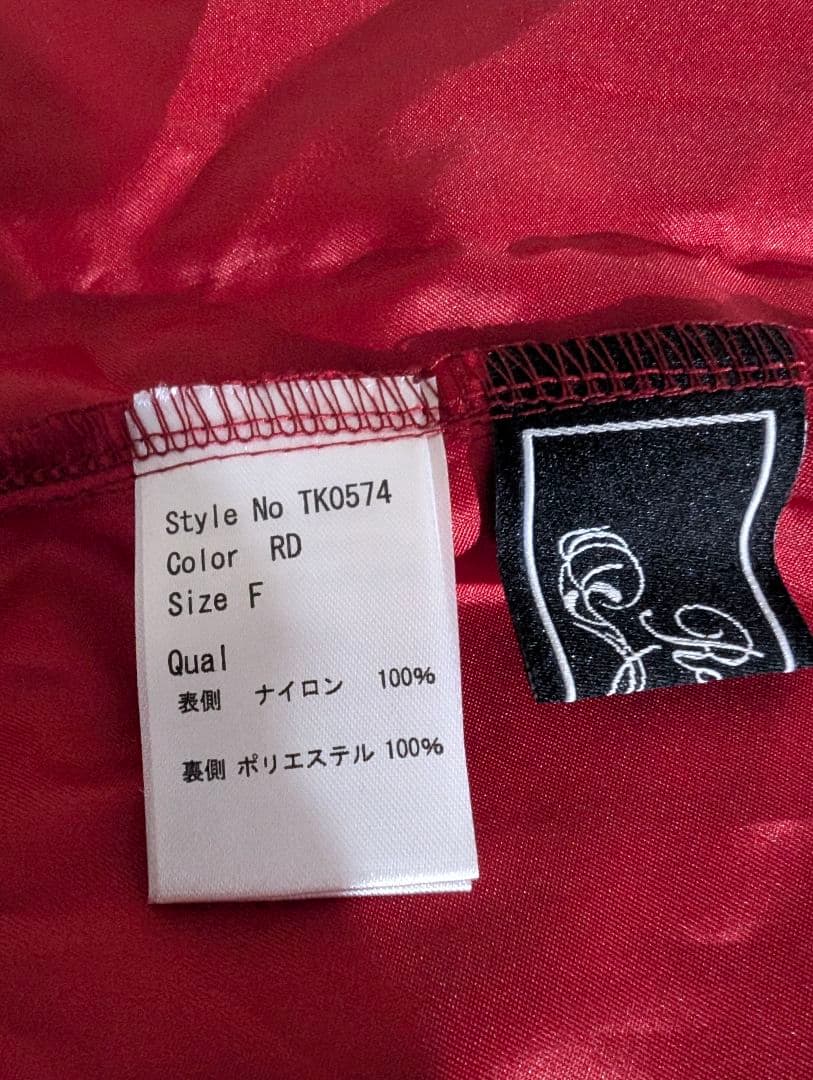 Style No TK0574
Color RD
Size F
Qual
表側 ナイロン 100%
裏側 ポリエステル 100%